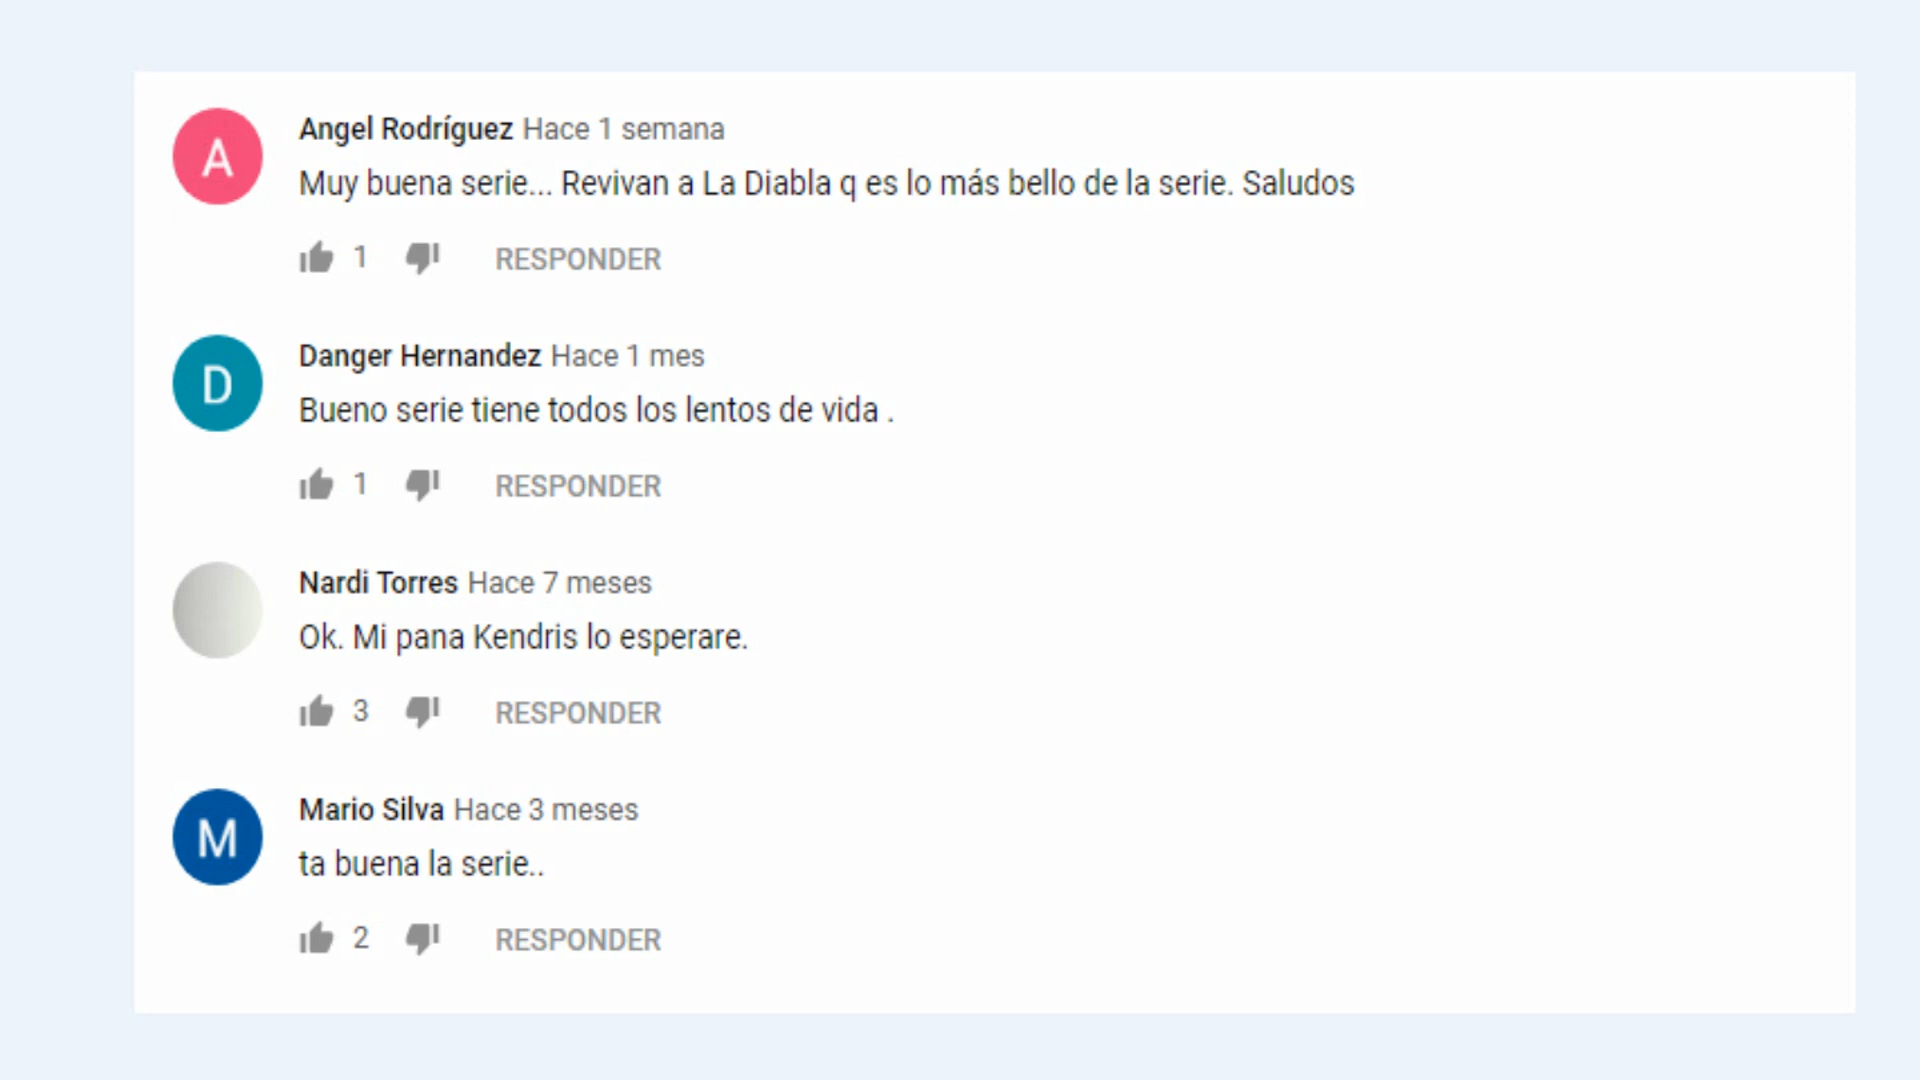 A
Angel Rodríguez Hace 1 semana
Muy buena serie... Revivan a La Diabla q es lo más bello de la serie. Saludos
1 RESPONDER
D
Danger Hernandez Hace 1 mes
Bueno serie tiene todos los lentos de vida .
1 RESPONDER
Nardi Torres Hace 7 meses
Ok. Mi pana Kendris lo esperare.
3 RESPONDER
M
Mario Silva Hace 3 meses
ta buena la serie..
2 RESPONDER